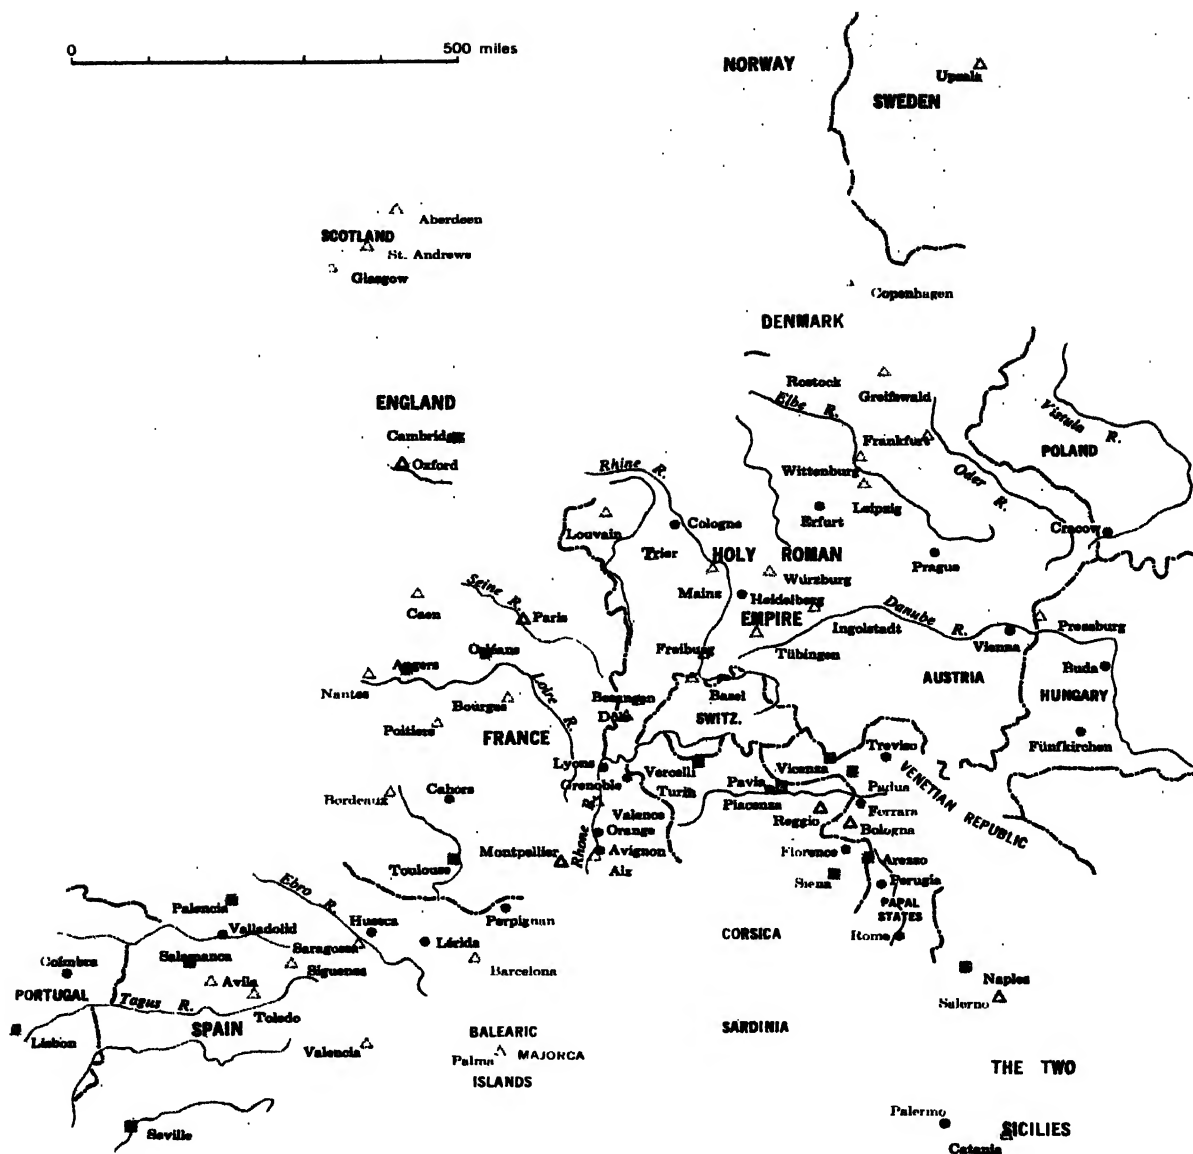 0 500 miles
NORWAY
Upsala
SWEDEN
Aberdeen
SCOTLAND
St. Andrews
Glasgow
Copenhagen
DENMARK
Rostock
Greifswald
ENGLAND
Elbe R.
Vistula R.
Cambridge
Frankfurt
POLAND
Oxford
Rhine R.
Wittenburg
Oder R.
Leipzig
Cologne
Erfurt
Cracow
Louvain
Trier
HOLY ROMAN
Prague
Mainz
Würzburg
Seine R.
Heidelberg
Caen
Paris
EMPIRE
Danube R.
Pressburg
Ingolstadt
Vienna
Orléans
Freiburg
Tübingen
Angers
Buda
AUSTRIA
Nantes
Loire R.
Besançon
Basel
HUNGARY
Bourges
Dôle
SWITZ.
Poitiers
FRANCE
Treviso
Fünfkirchen
Lyons
Vercelli
Vicenza
VENETIAN REPUBLIC
Grenoble
Turin
Pavia
Padua
Bordeaux
Cahors
Piacenza
Valence
Reggio
Ferrara
Rhone R.
Orange
Bologna
Montpellier
Avignon
Florence
Toulouse
Aix
Arezzo
Ebro R.
Siena
Perugia
Palencia
PAPAL
STATES
Huesca
Perpignan
Valladolid
CORSICA
Rome
Saragossa
Lérida
Coimbra
Salamanca
Barcelona
Siguenza
Avila
Naples
PORTUGAL
Tagus R.
Salerno
Toledo
Lisbon
SPAIN
BALEARIC
SARDINIA
Valencia
Palma
MAJORCA
ISLANDS
THE TWO
Palermo
SICILIES
Seville
Catania